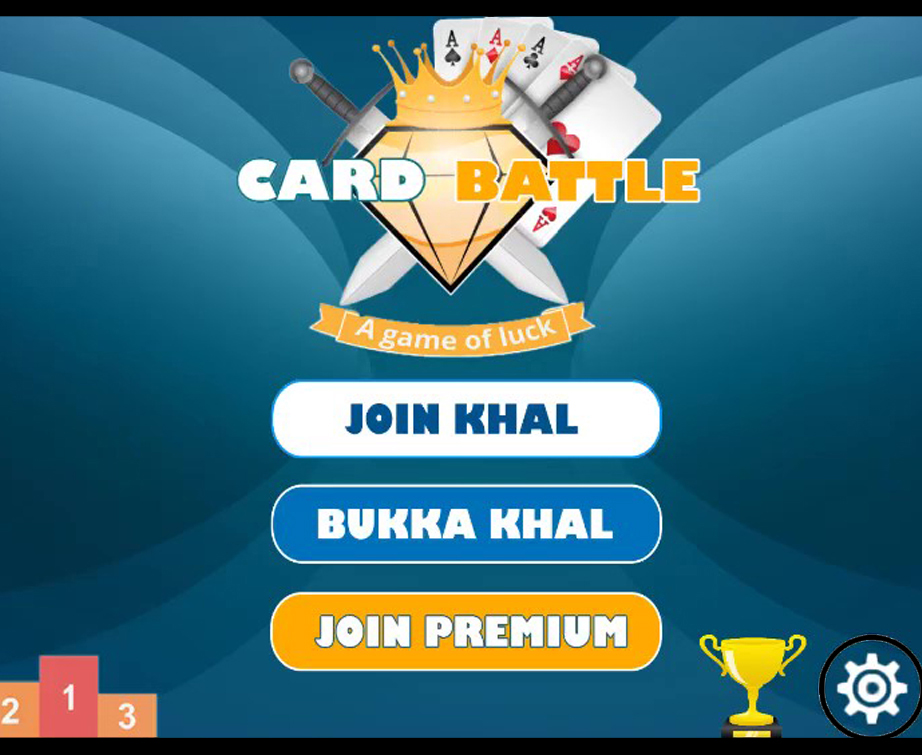 A A A A
CARD BATTLE
A
A game of luck
JOIN KHAL
BUKKA KHAL
JOIN PREMIUM
2 1 3